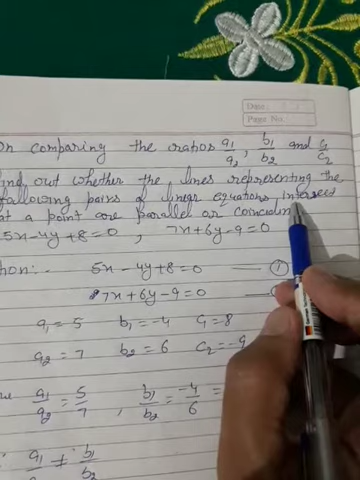 Date:
Page No.
On comparing the ratios a₁/a₂, b₁/b₂ and c₁/c₂
find out whether the lines representing the
following pairs of linear equations intersect
at a point are parallel or coincident
5x-4y+8=0 , 7x+6y-9=0
tion:- 5x-4y+8=0 —— ①
7x+6y-9=0 ——
a₁=5 b₁=-4 c₁=8
a₂=7 b₂=6 c₂=-9
a₁/a₂ = 5/7 , b₁/b₂ = -4/6 =
a₁/a₂ ≠ b₁/b₂